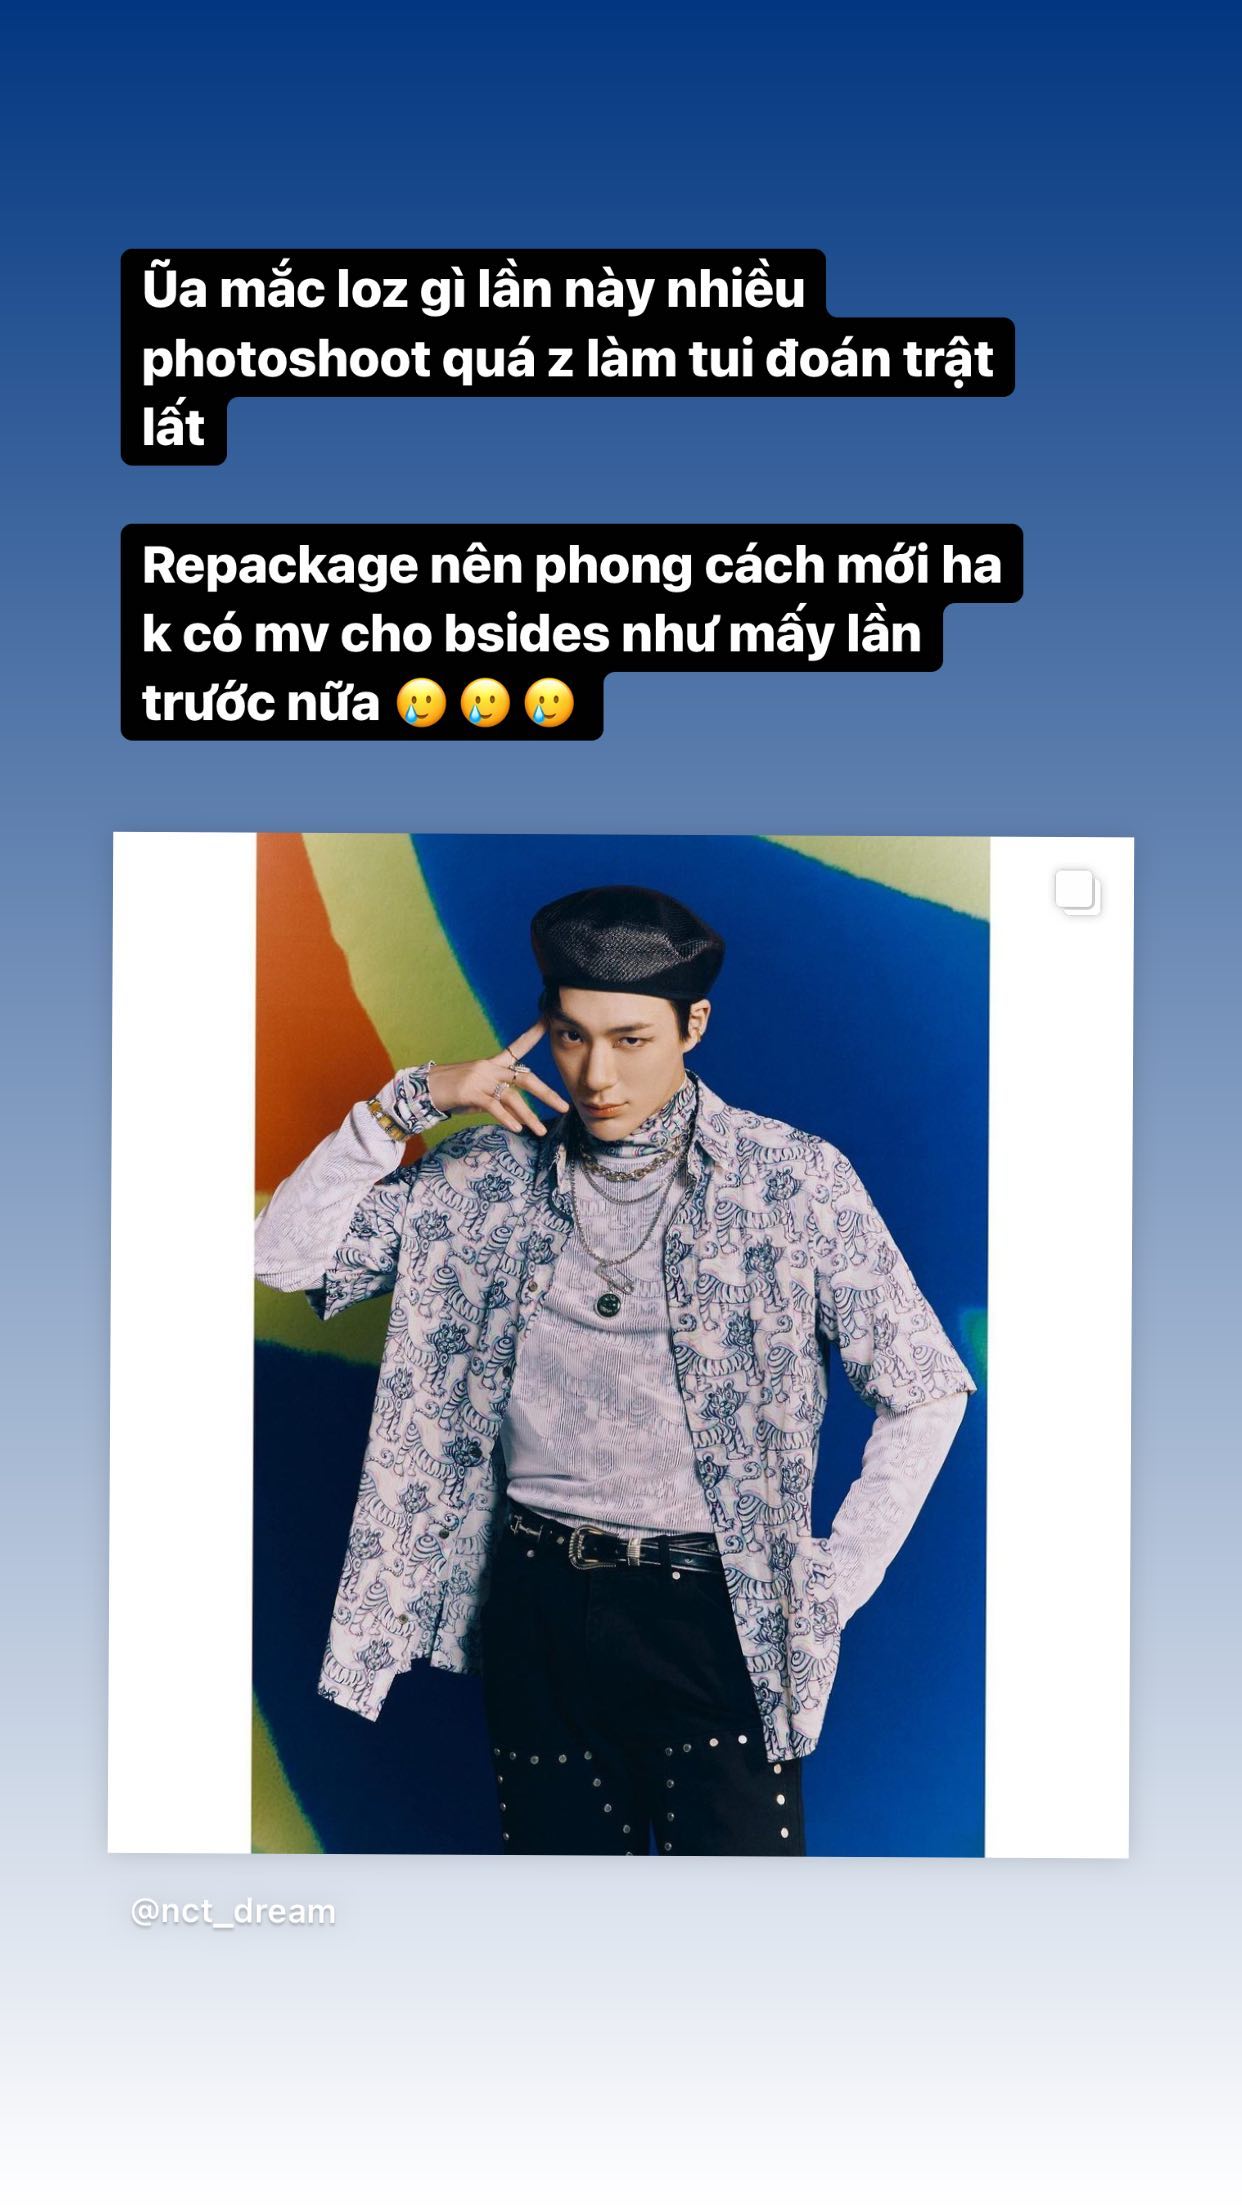 Ũa mắc loz gì lần này nhiều
photoshoot quá z làm tui đoán trật
lất
Repackage nên phong cách mới ha
k có mv cho bsides như mấy lần
trước nữa 🥲🥲🥲
@nct_dream